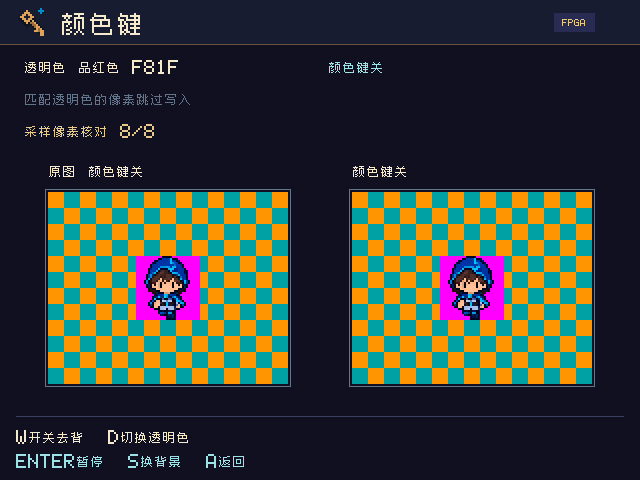 颜色键 FPGA
透明色 品红色 F81F 颜色键关
匹配透明色的像素跳过写入
采样像素核对 8/8
原图 颜色键关 颜色键关
W开关去背 D切换透明色
ENTER暂停 S换背景 A返回